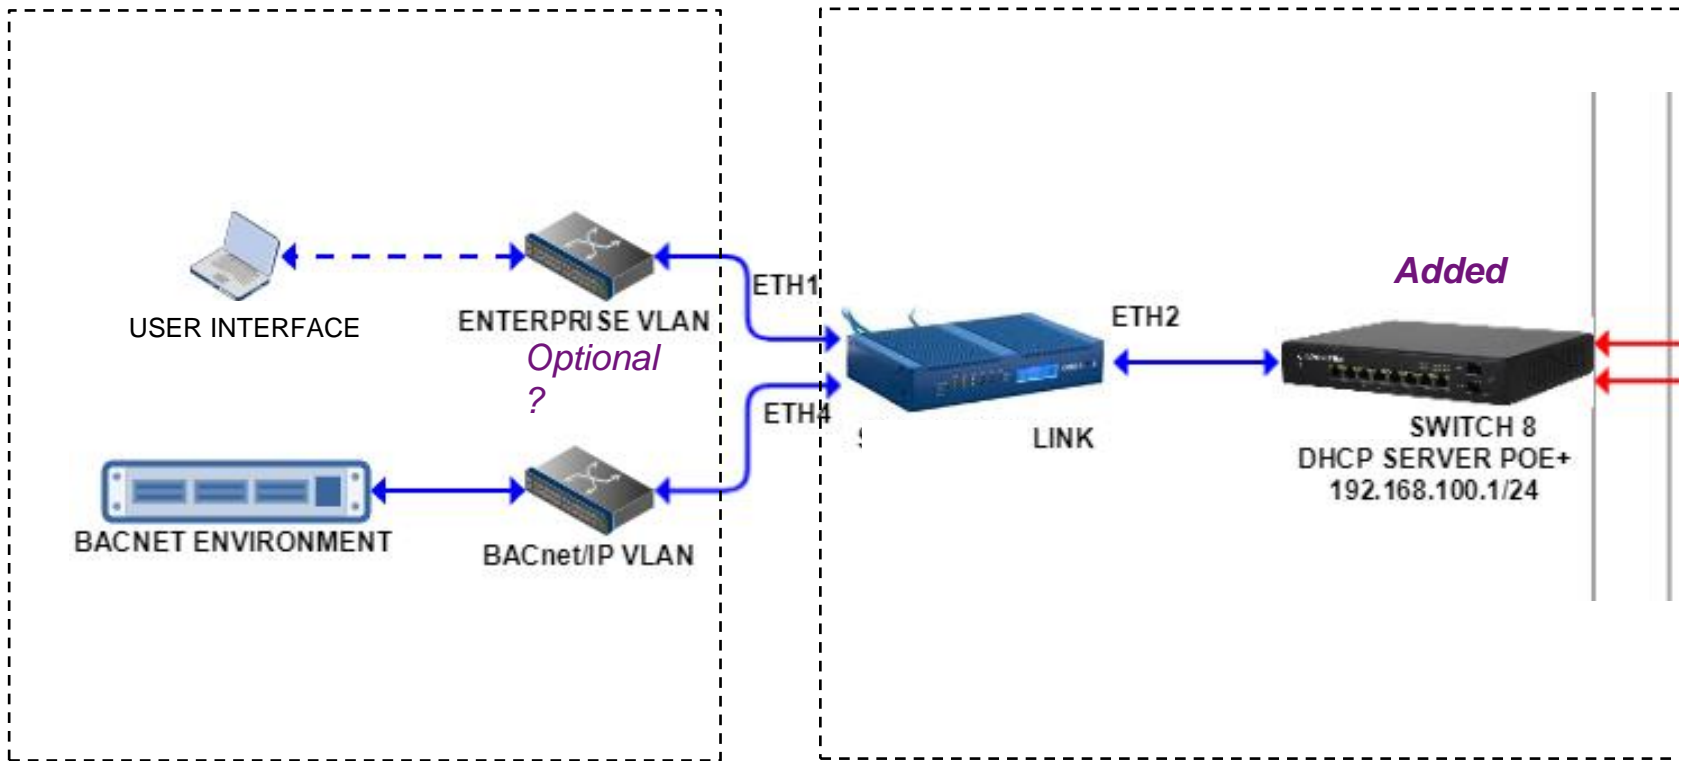 Added
ETH1
ETH2
USER INTERFACE
ENTERPRISE VLAN
Optional
?
ETH4
LINK
SWITCH 8
DHCP SERVER POE+
192.168.100.1/24
BACNET ENVIRONMENT
BACnet/IP VLAN